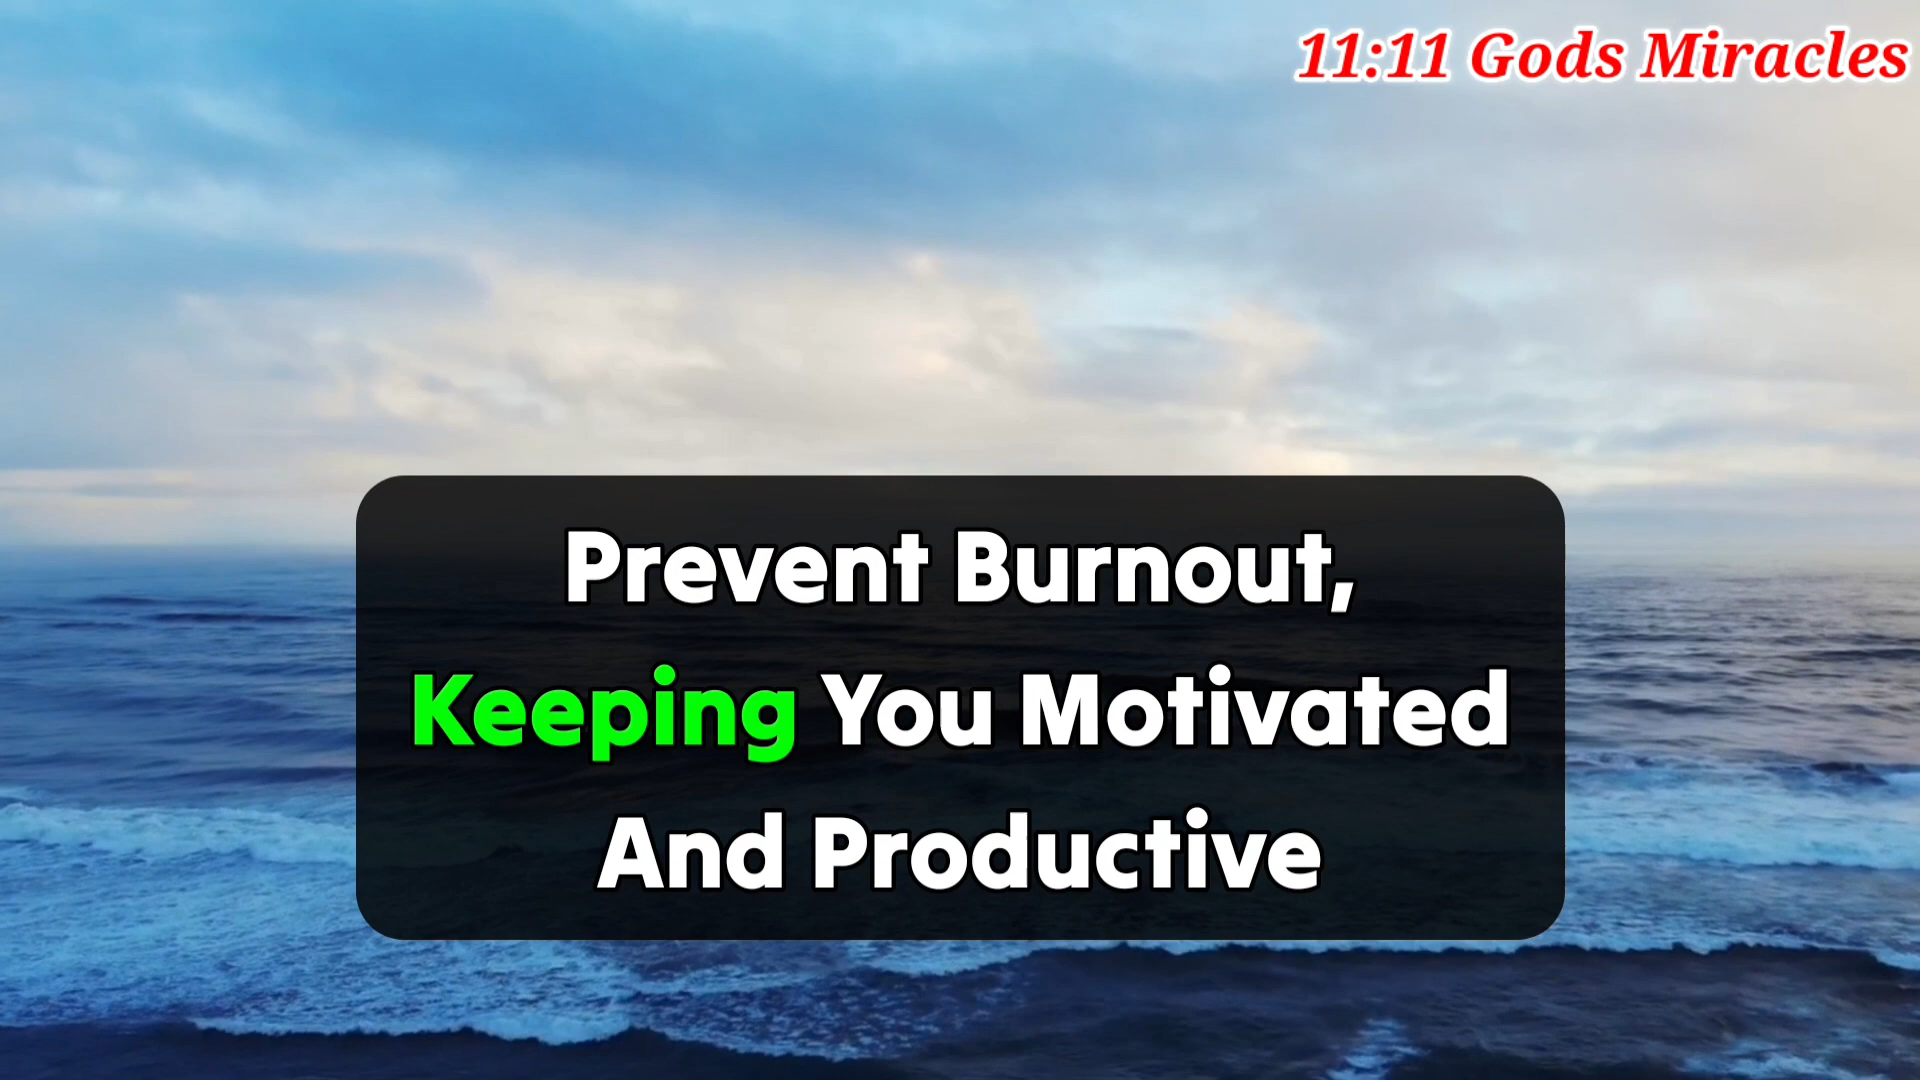 11:11 Gods Miracles
Prevent Burnout,
Keeping You Motivated
And Productive